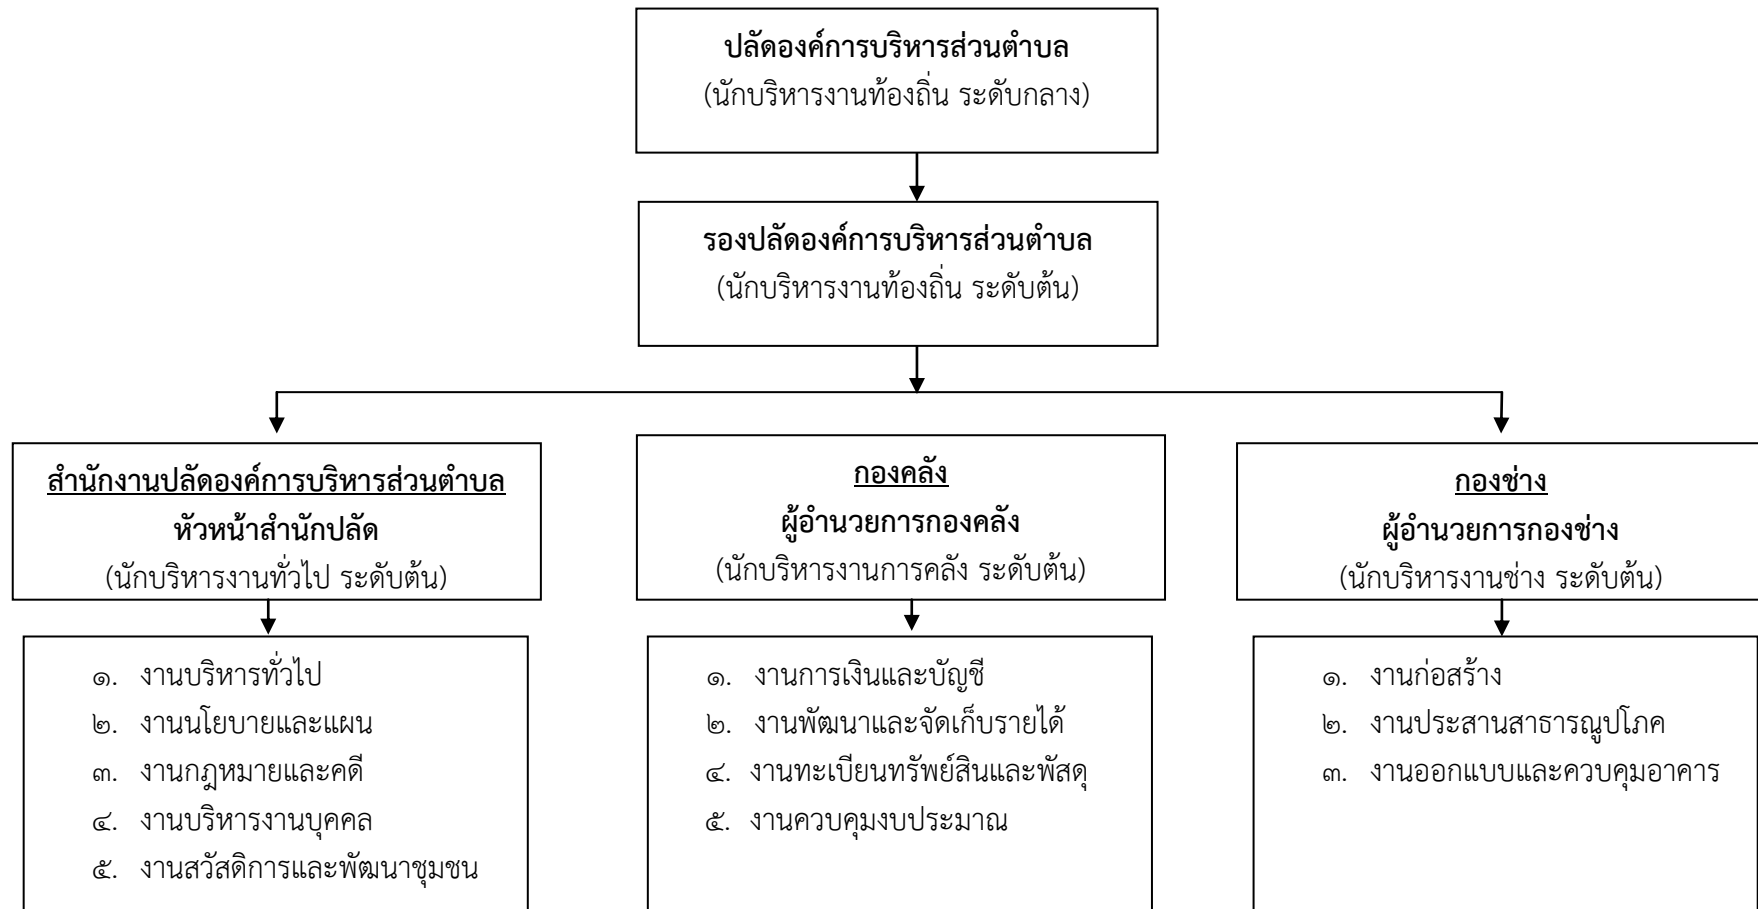 ปลัดองค์การบริหารส่วนตำบล
(นักบริหารงานท้องถิ่น ระดับกลาง)
รองปลัดองค์การบริหารส่วนตำบล
(นักบริหารงานท้องถิ่น ระดับต้น)
สำนักงานปลัดองค์การบริหารส่วนตำบล
หัวหน้าสำนักปลัด
(นักบริหารงานทั่วไป ระดับต้น)
กองคลัง
ผู้อำนวยการกองคลัง
(นักบริหารงานการคลัง ระดับต้น)
กองช่าง
ผู้อำนวยการกองช่าง
(นักบริหารงานช่าง ระดับต้น)
๑. งานบริหารทั่วไป
๒. งานนโยบายและแผน
๓. งานกฎหมายและคดี
๔. งานบริหารงานบุคคล
๕. งานสวัสดิการและพัฒนาชุมชน
๑. งานการเงินและบัญชี
๒. งานพัฒนาและจัดเก็บรายได้
๔. งานทะเบียนทรัพย์สินและพัสดุ
๕. งานควบคุมงบประมาณ
๑. งานก่อสร้าง
๒. งานประสานสาธารณูปโภค
๓. งานออกแบบและควบคุมอาคาร